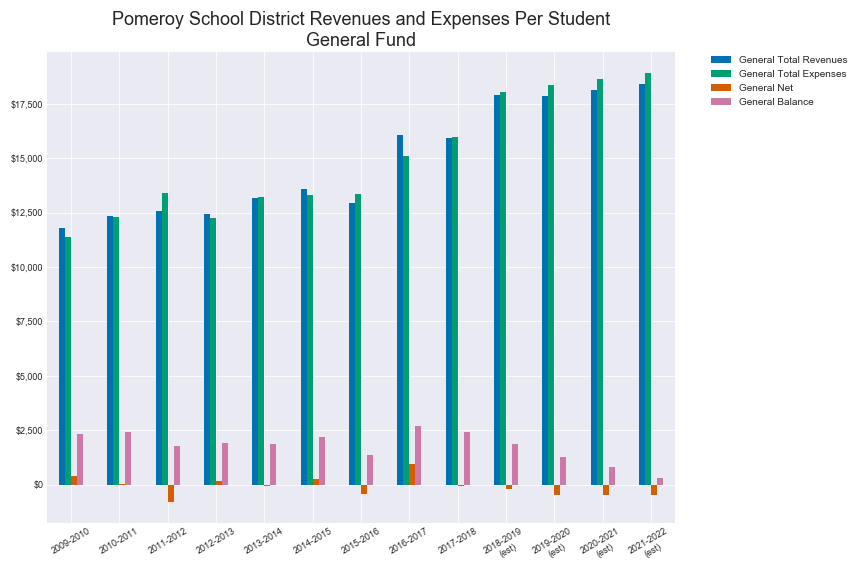 Pomeroy School District Revenues and Expenses Per Student
General Fund
General Total Revenues
General Total Expenses
General Net
General Balance
$17,500
$15,000
$12,500
$10,000
$7,500
$5,000
$2,500
$0
2009-2010
2010-2011
2011-2012
2012-2013
2013-2014
2014-2015
2015-2016
2016-2017
2017-2018
2018-2019
(est)
2019-2020
(est)
2020-2021
(est)
2021-2022
(est)